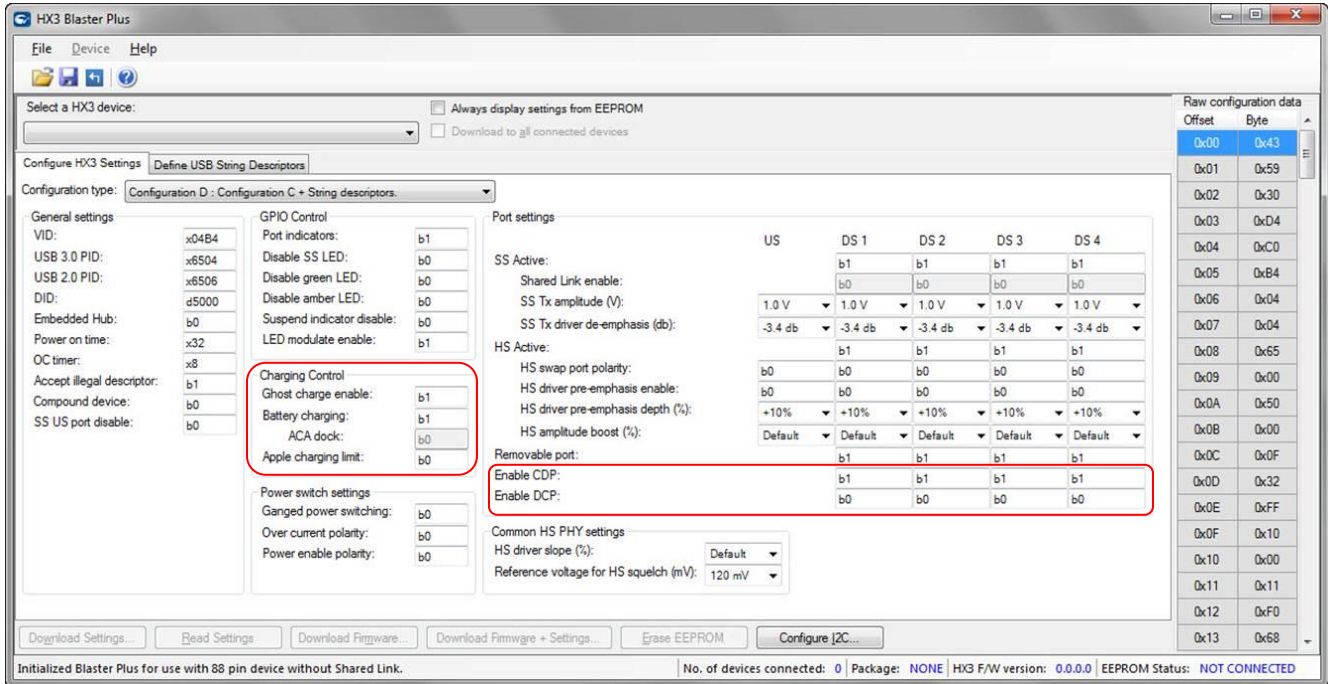 HX3 Blaster Plus
File Device Help
Select a HX3 device:
Always display settings from EEPROM
Download to all connected devices
Configure HX3 Settings Define USB String Descriptors
Configuration type: Configuration D : Configuration C + String descriptors.
General settings
VID: x04B4
USB 3.0 PID: x6504
USB 2.0 PID: x6506
DID: d5000
Embedded Hub: b0
Power on time: x32
OC timer: x8
Accept illegal descriptor: b1
Compound device: b0
SS US port disable: b0
GPIO Control
Port indicators: b1
Disable SS LED: b0
Disable green LED: b0
Disable amber LED: b0
Suspend indicator disable: b0
LED modulate enable: b1
Charging Control
Ghost charge enable: b1
Battery charging: b1
ACA dock: b0
Apple charging limit: b0
Power switch settings
Ganged power switching: b0
Over current polarity: b0
Power enable polarity: b0
Port settings
US DS 1 DS 2 DS 3 DS 4
SS Active: b1 b1 b1 b1
Shared Link enable: b0 b0 b0 b0
SS Tx amplitude (V): 1.0 V 1.0 V 1.0 V 1.0 V 1.0 V
SS Tx driver de-emphasis (db): -3.4 db -3.4 db -3.4 db -3.4 db -3.4 db
HS Active: b1 b1 b1 b1
HS swap port polarity: b0 b0 b0 b0 b0
HS driver pre-emphasis enable: b0 b0 b0 b0 b0
HS driver pre-emphasis depth (%): +10% +10% +10% +10% +10%
HS amplitude boost (%): Default Default Default Default Default
Removable port: b1 b1 b1 b1
Enable CDP: b1 b1 b1 b1
Enable DCP: b0 b0 b0 b0
Common HS PHY settings
HS driver slope (%): Default
Reference voltage for HS squelch (mV): 120 mV
Raw configuration data
Offset Byte
0x00 0x43
0x01 0x59
0x02 0x30
0x03 0xD4
0x04 0xC0
0x05 0xB4
0x06 0x04
0x07 0x04
0x08 0x65
0x09 0x00
0x0A 0x50
0x0B 0x00
0x0C 0x0F
0x0D 0x32
0x0E 0xFF
0x0F 0x10
0x10 0x00
0x11 0x11
0x12 0xF0
0x13 0x68
Download Settings... Read Settings Download Firmware... Download Firmware + Settings... Erase EEPROM Configure I2C...
Initialized Blaster Plus for use with 88 pin device without Shared Link. No. of devices connected: 0 Package: NONE HX3 F/W version: 0.0.0.0 EEPROM Status: NOT CONNECTED